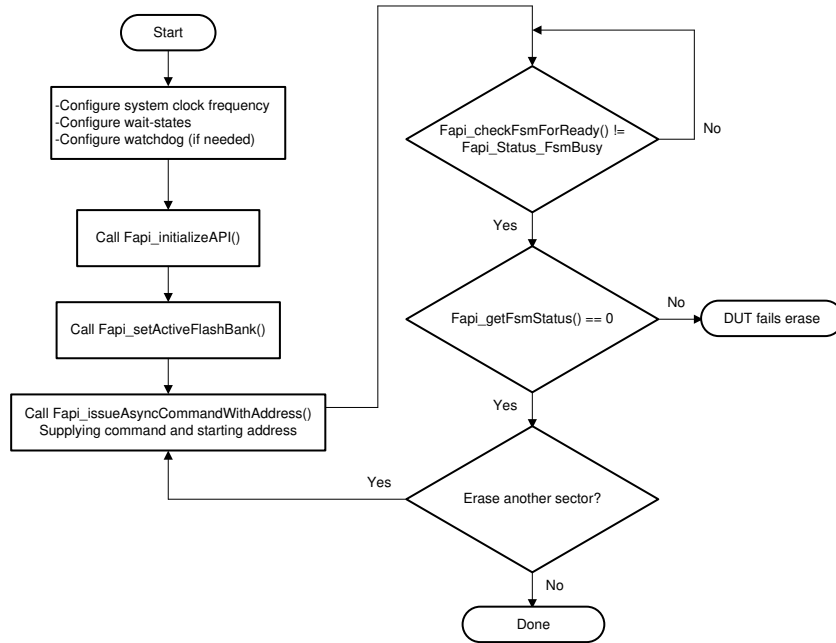 Start
-Configure system clock frequency
-Configure wait-states
-Configure watchdog (if needed)
Call Fapi_initializeAPI()
Call Fapi_setActiveFlashBank()
Call Fapi_issueAsyncCommandWithAddress()
Supplying command and starting address
Fapi_checkFsmForReady() !=
Fapi_Status_FsmBusy
No
Yes
Fapi_getFsmStatus() == 0
No
DUT fails erase
Yes
Erase another sector?
Yes
No
Done